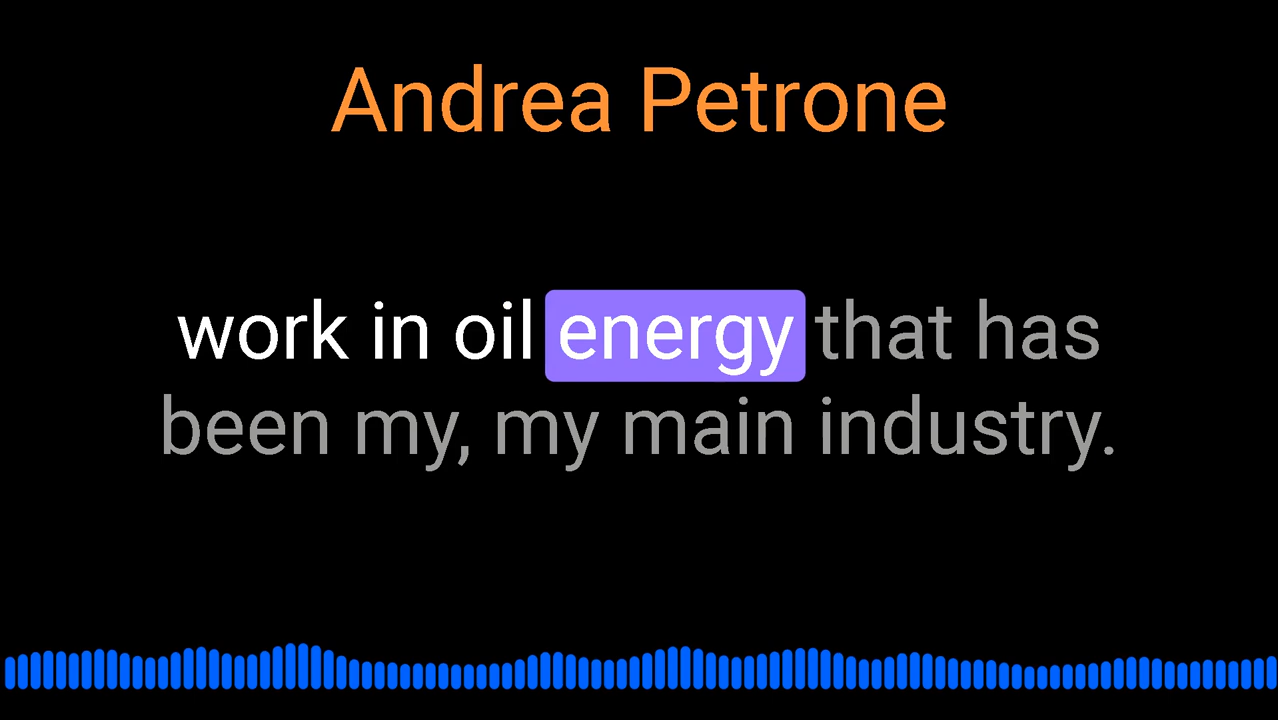 Andrea Petrone
work in oil energy that has
been my, my main industry.